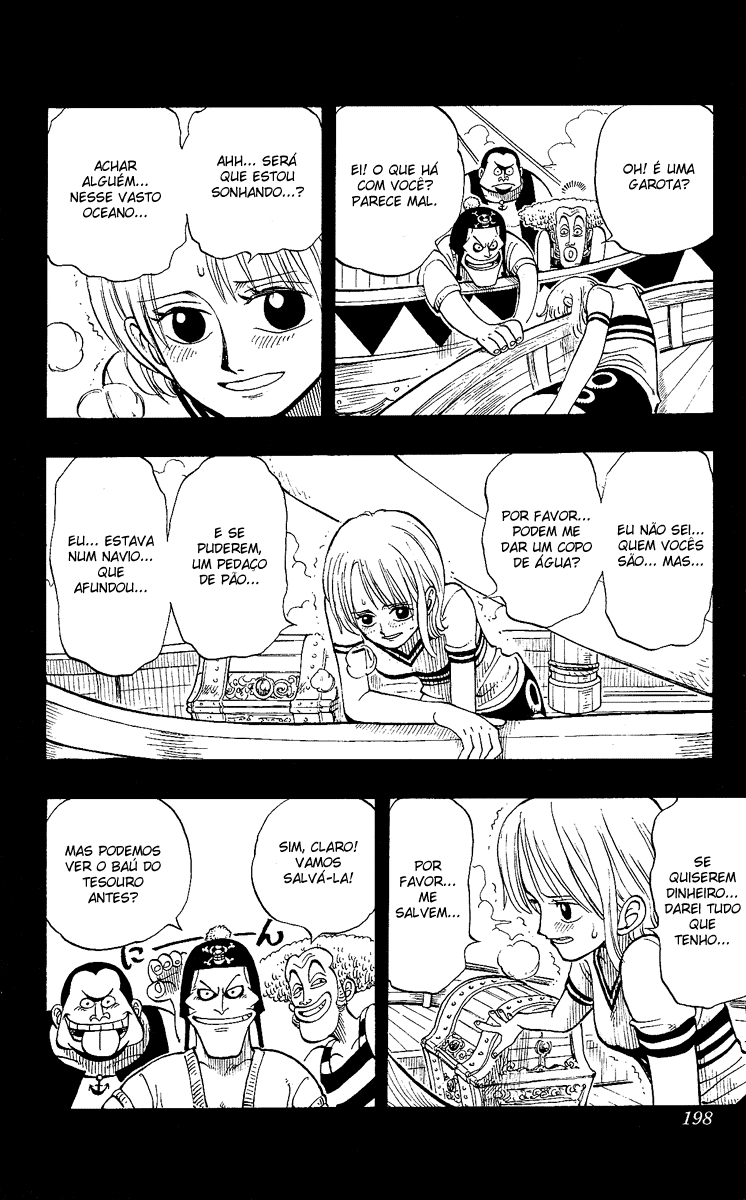 OH! É UMA
GAROTA?
EI! O QUE HÁ
COM VOCÊ?
PARECE MAL.
AHH... SERÁ
QUE ESTOU
SONHANDO...?
ACHAR
ALGUÉM...
NESSE VASTO
OCEANO...
EU NÃO SEI...
QUEM VOCÊS
SÃO... MAS...
POR FAVOR...
PODEM ME
DAR UM COPO
DE ÁGUA?
E SE
PUDEREM,
UM PEDAÇO
DE PÃO...
EU... ESTAVA
NUM NAVIO...
QUE
AFUNDOU...
SE
QUISEREM
DINHEIRO...
DAREI TUDO
QUE
TENHO...
POR
FAVOR...
ME
SALVEM...
SIM, CLARO!
VAMOS
SALVÁ-LA!
MAS PODEMOS
VER O BAÚ DO
TESOURO
ANTES?
にーーん
198